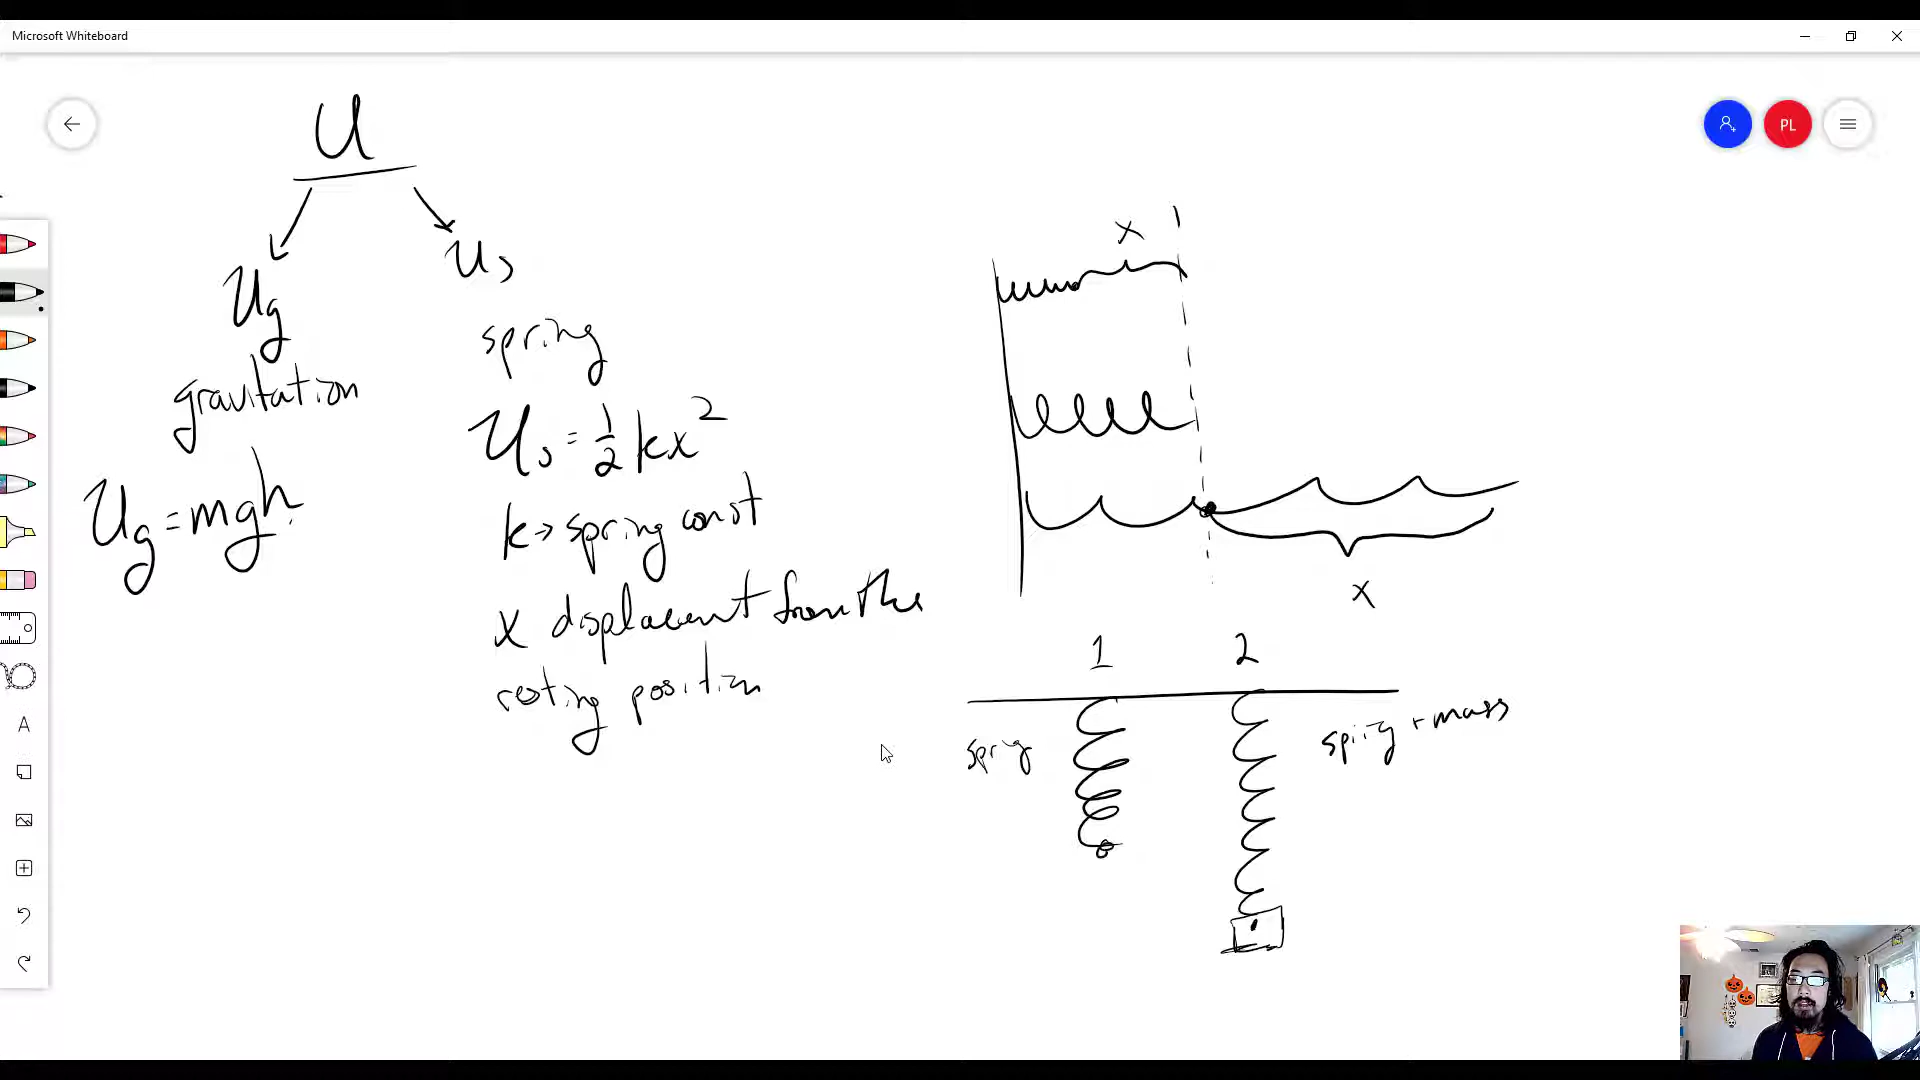 Microsoft Whiteboard
PL
U
Ug
Us
gravitation
Ug = mgh
spring
Us = 1/2 kx²
k → spring const
x displacement from the
resting position
x
x
1
2
sprig
spring + mass
A